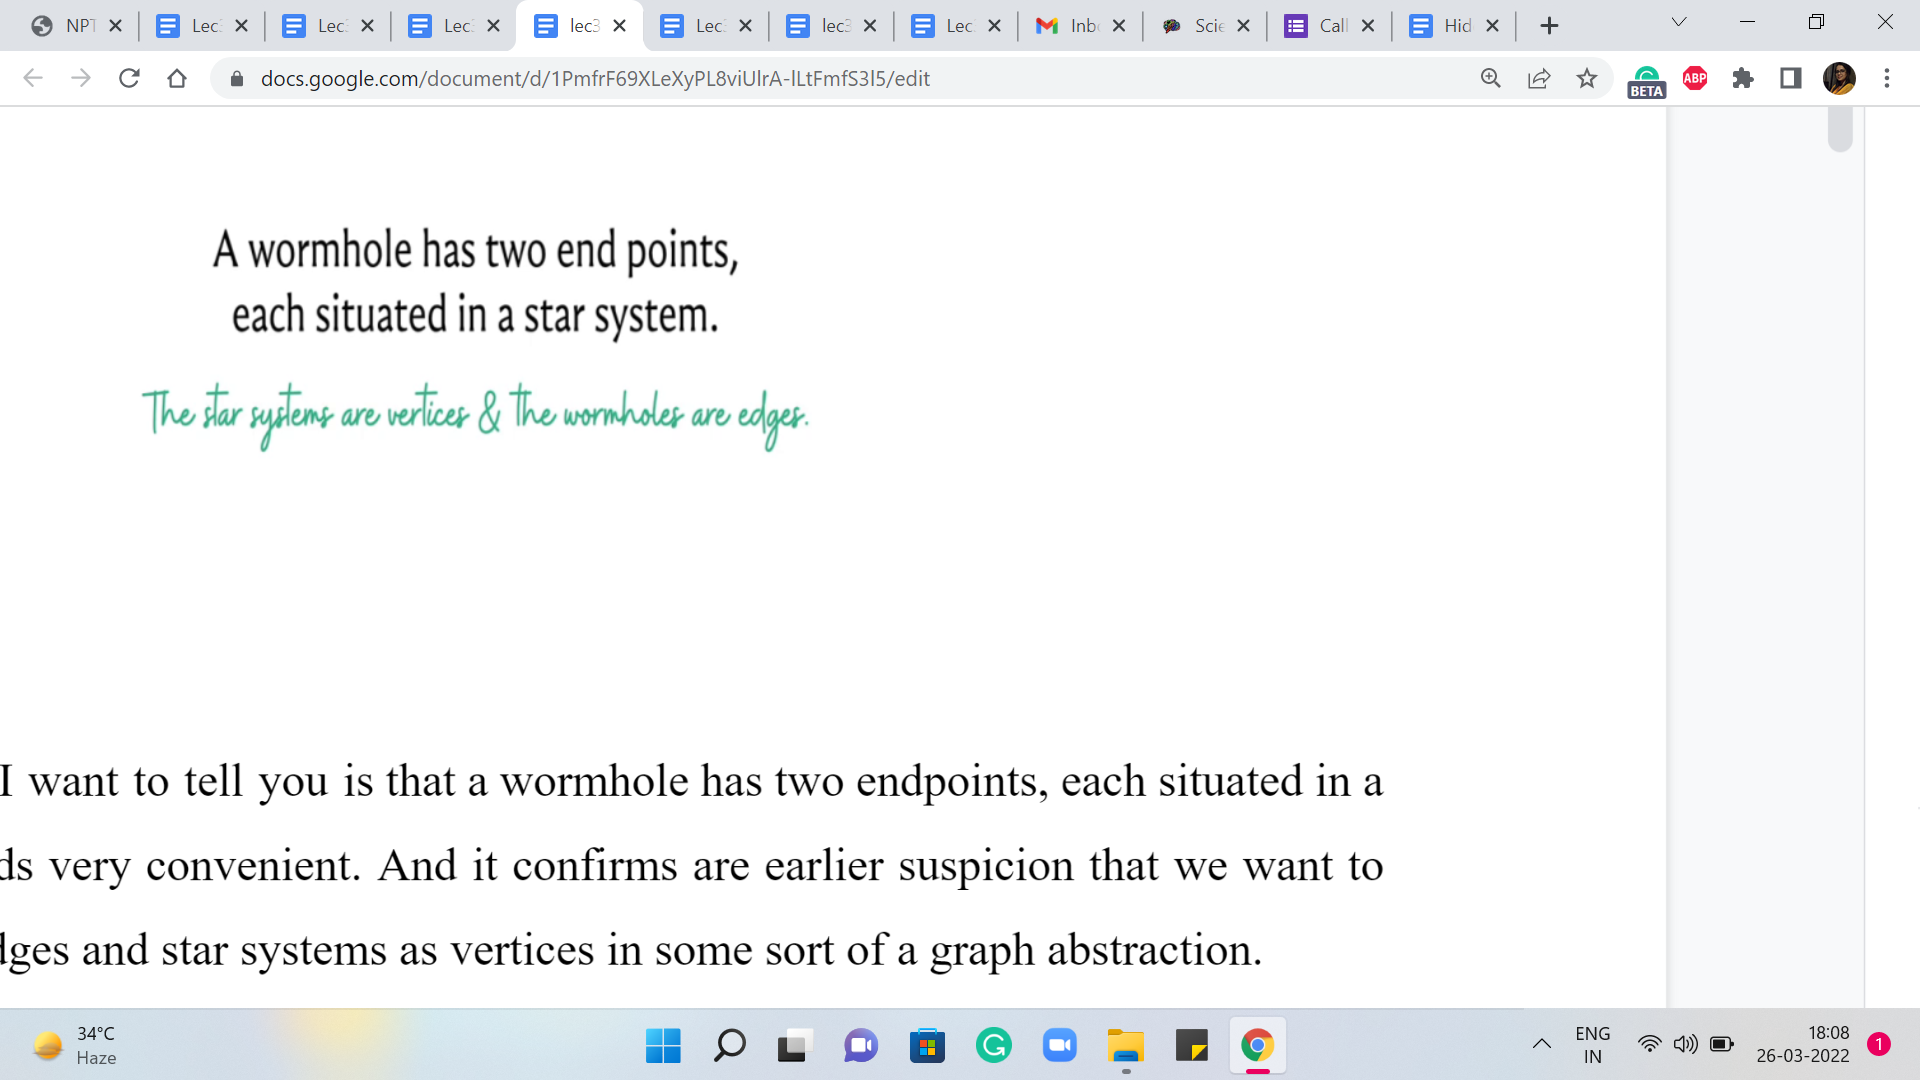 NPT
Lec
Lec
Lec
lec3
Lec
lec3
Lec
Inb
Scie
Call
Hid
docs.google.com/document/d/1PmfrF69XLeXyPL8viUlrA-lLtFmfS3l5/edit
BETA
ABP
A wormhole has two end points,
each situated in a star system.
The star systems are vertices & the wormholes are edges.
I want to tell you is that a wormhole has two endpoints, each situated in a
ds very convenient. And it confirms are earlier suspicion that we want to
dges and star systems as vertices in some sort of a graph abstraction.
34°C
Haze
ENG
IN
18:08
26-03-2022
1